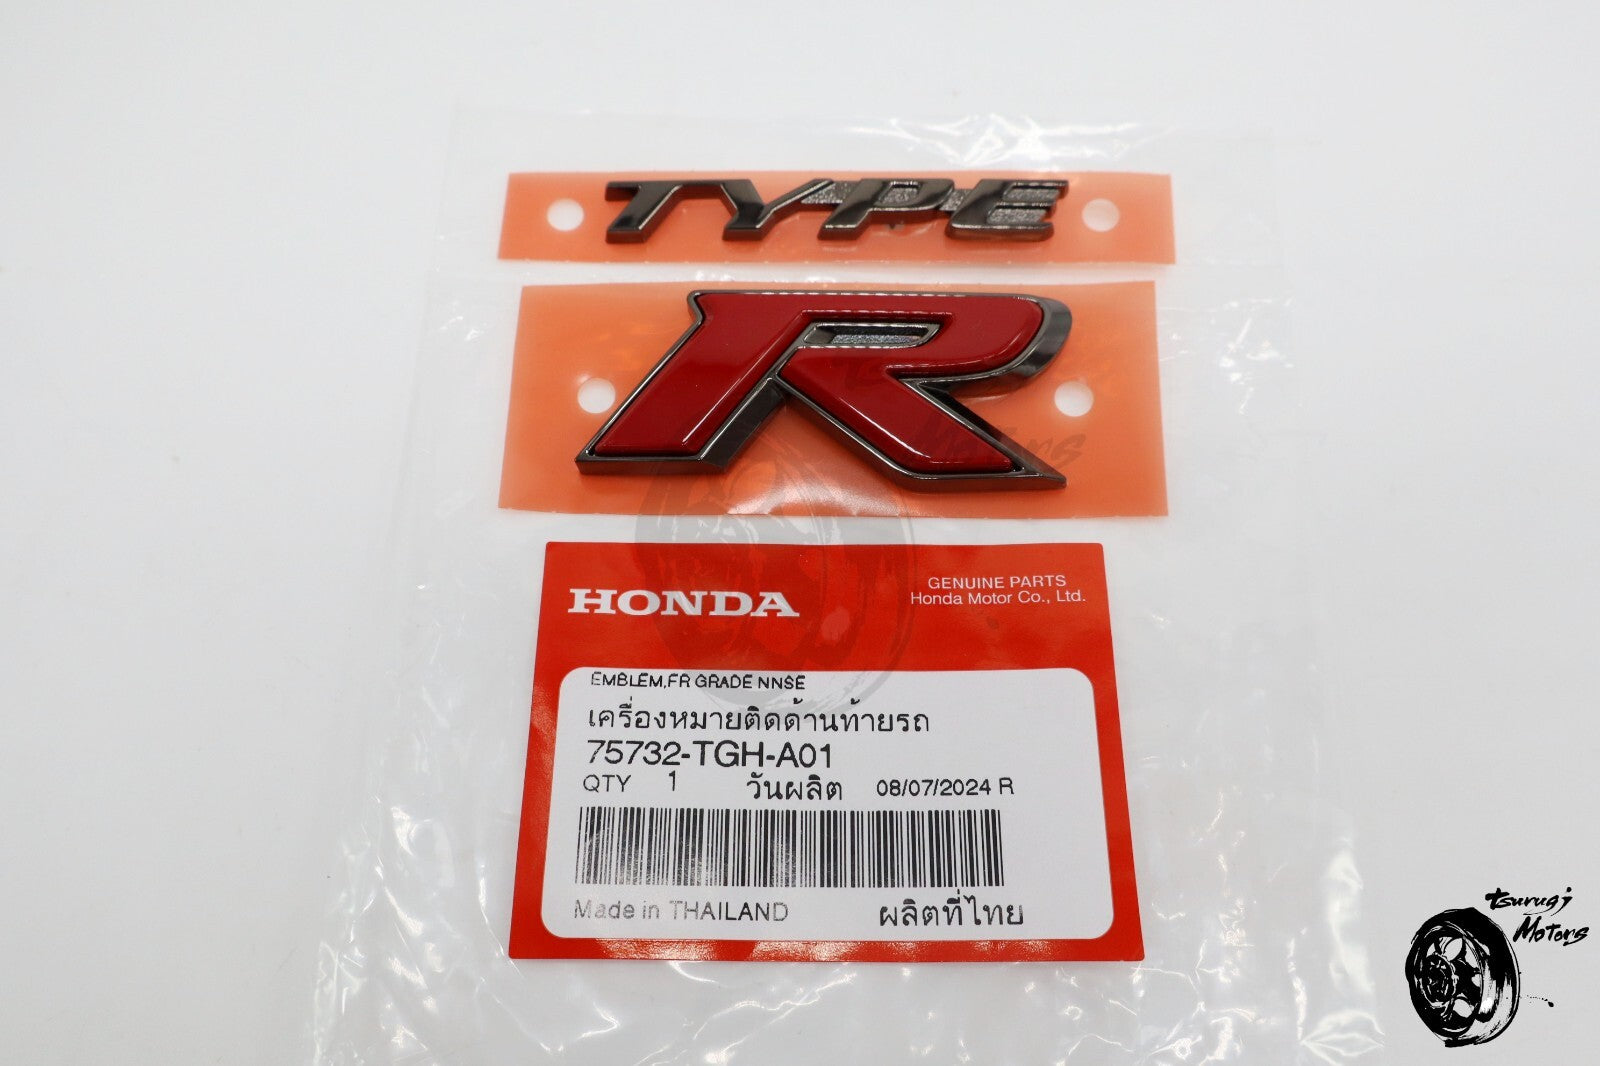 TYPE
R
HONDA
GENUINE PARTS
Honda Motor Co., Ltd.
EMBLEM,FR GRADE NNSE
เครื่องหมายติดด้านท้ายรถ
75732-TGH-A01
QTY 1 วันผลิต 08/07/2024 R
Made in THAILAND ผลิตที่ไทย
Tsurugi
Motors